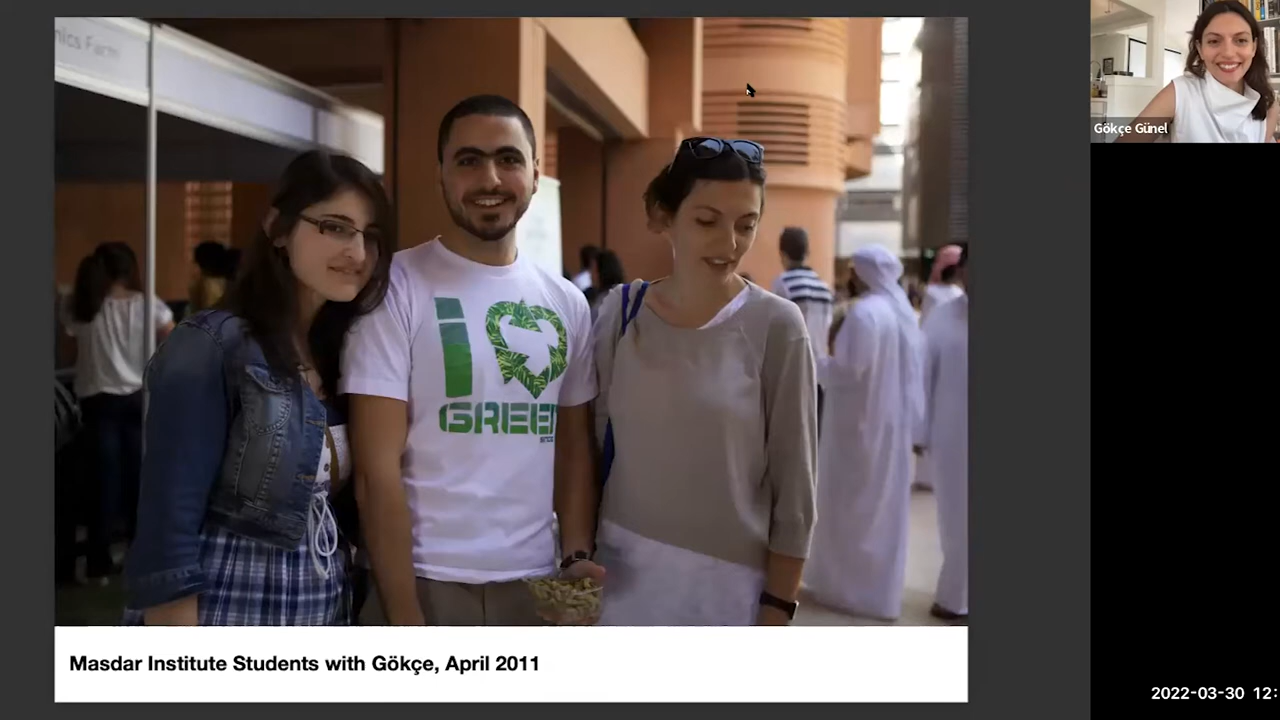 Gökçe Günel
I
GREEN
Masdar Institute Students with Gökçe, April 2011
2022-03-30 12: